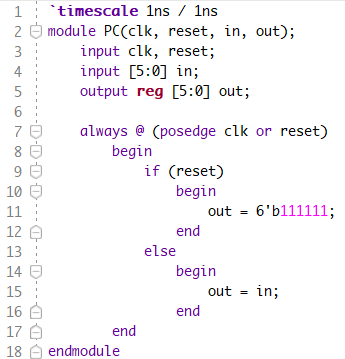 1 `timescale 1ns / 1ns
2 module PC(clk, reset, in, out);
3     input clk, reset;
4     input [5:0] in;
5     output reg [5:0] out;
6
7     always @ (posedge clk or reset)
8         begin
9             if (reset)
10                 begin
11                     out = 6'b111111;
12                 end
13             else
14                 begin
15                     out = in;
16                 end
17         end
18 endmodule